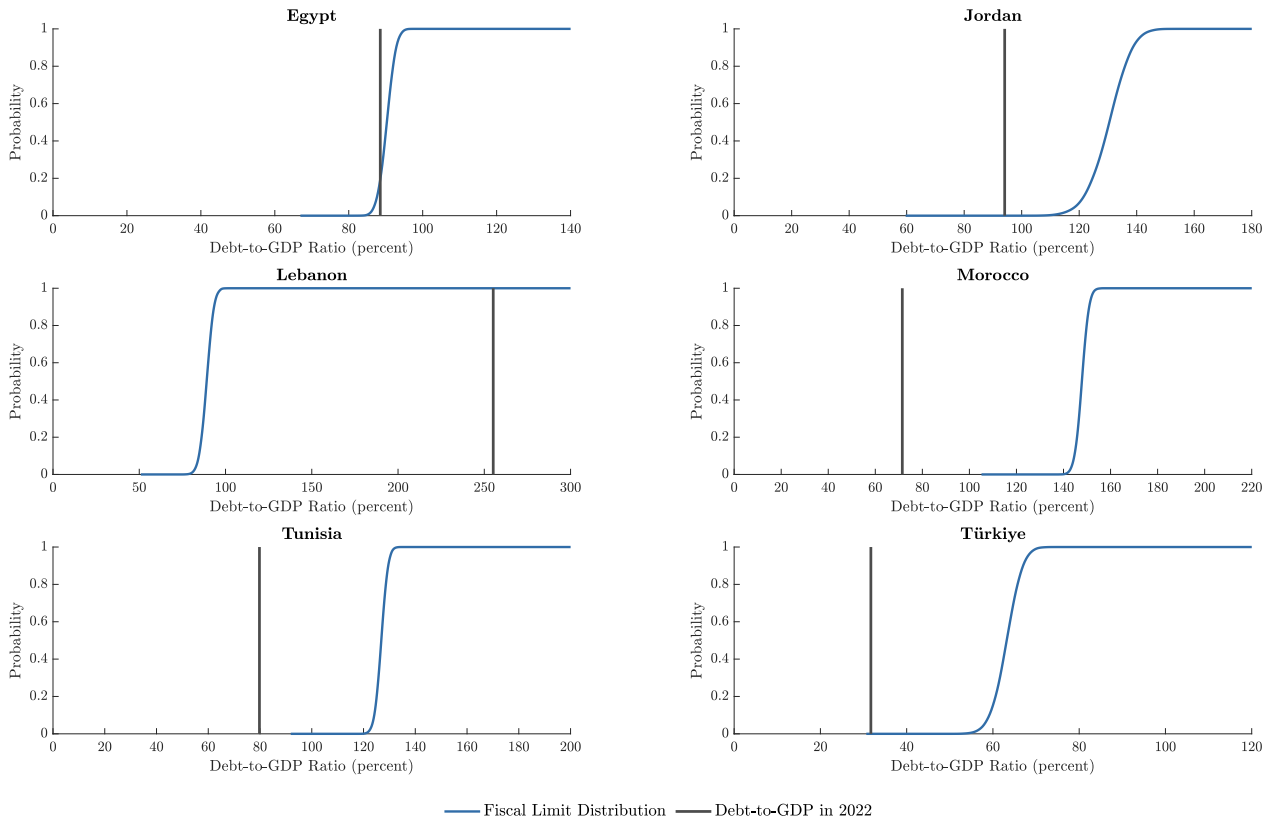 Egypt
1
0.8
0.6
0.4
0.2
0
Probability
0 20 40 60 80 100 120 140
Debt-to-GDP Ratio (percent)
Jordan
1
0.8
0.6
0.4
0.2
0
Probability
0 20 40 60 80 100 120 140 160 180
Debt-to-GDP Ratio (percent)
Lebanon
1
0.8
0.6
0.4
0.2
0
Probability
0 50 100 150 200 250 300
Debt-to-GDP Ratio (percent)
Morocco
1
0.8
0.6
0.4
0.2
0
Probability
0 20 40 60 80 100 120 140 160 180 200 220
Debt-to-GDP Ratio (percent)
Tunisia
1
0.8
0.6
0.4
0.2
0
Probability
0 20 40 60 80 100 120 140 160 180 200
Debt-to-GDP Ratio (percent)
Türkiye
1
0.8
0.6
0.4
0.2
0
Probability
0 20 40 60 80 100 120
Debt-to-GDP Ratio (percent)
Fiscal Limit Distribution Debt-to-GDP in 2022